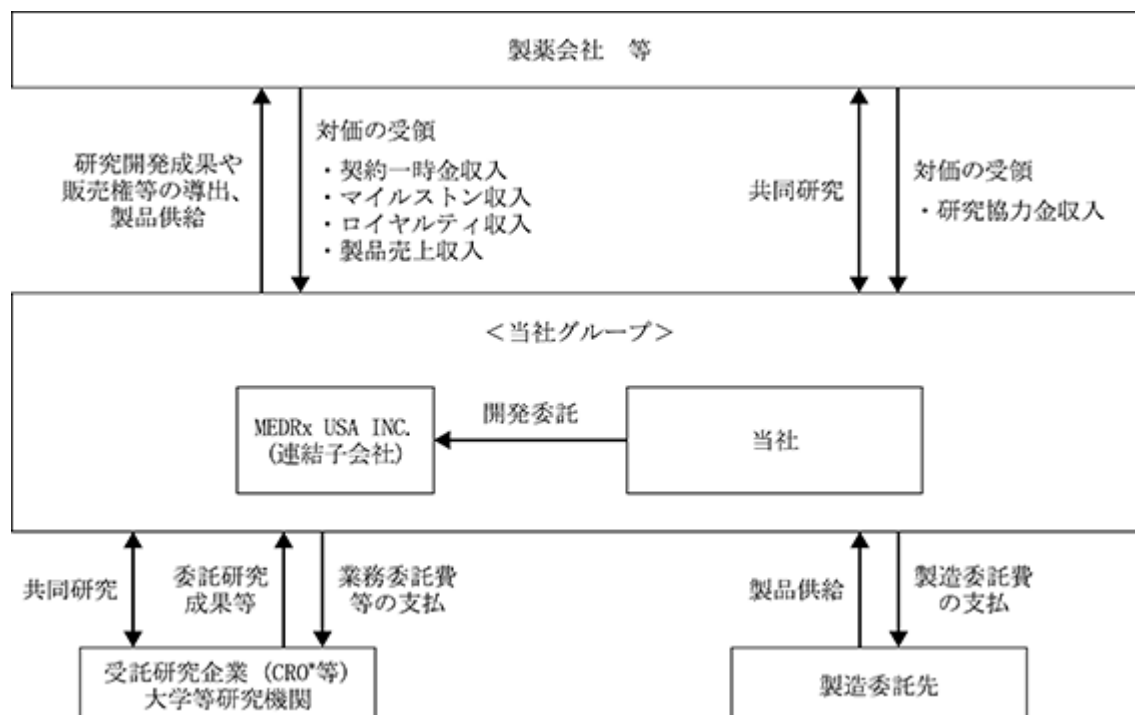 製薬会社　等
研究開発成果や
販売権等の導出、
製品供給
対価の受領
・契約一時金収入
・マイルストン収入
・ロイヤルティ収入
・製品売上収入
共同研究
対価の受領
・研究協力金収入
＜当社グループ＞
MEDRx USA INC.
(連結子会社)
開発委託
当社
共同研究
委託研究
成果等
業務委託費
等の支払
製品供給
製造委託費
の支払
受託研究企業 (CRO*等)
大学等研究機関
製造委託先